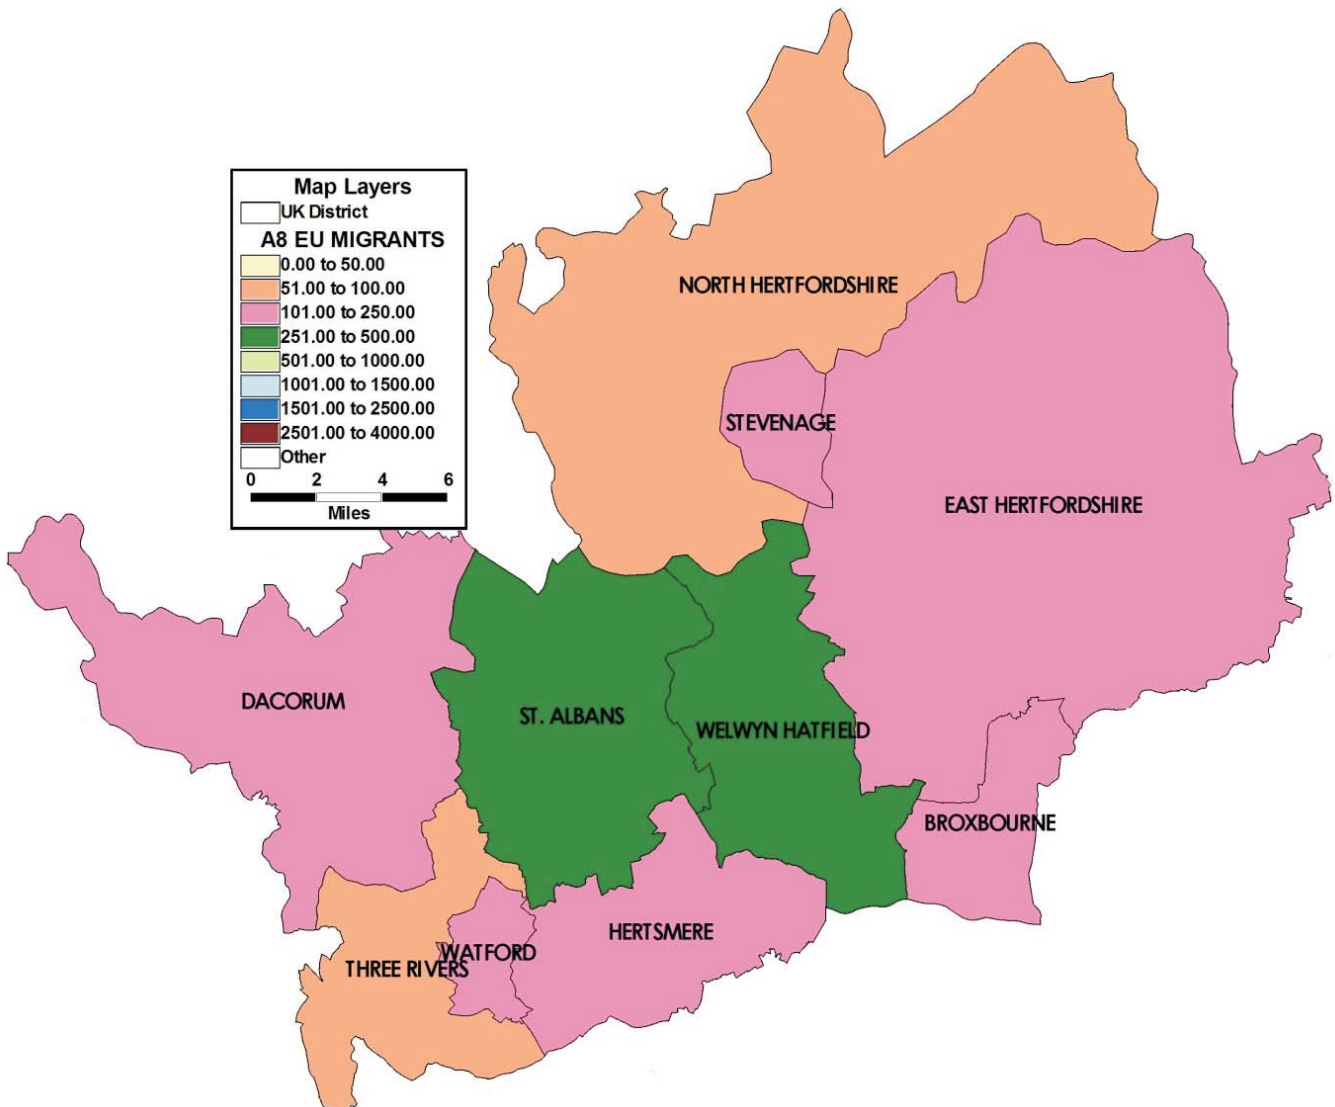 Map Layers
UK District
A8 EU MIGRANTS
0.00 to 50.00
51.00 to 100.00
101.00 to 250.00
251.00 to 500.00
501.00 to 1000.00
1001.00 to 1500.00
1501.00 to 2500.00
2501.00 to 4000.00
Other
0 2 4 6
Miles
NORTH HERTFORDSHIRE
STEVENAGE
EAST HERTFORDSHIRE
DACORUM
ST. ALBANS
WELWYN HATFIELD
BROXBOURNE
HERTSMERE
WATFORD
THREE RIVERS